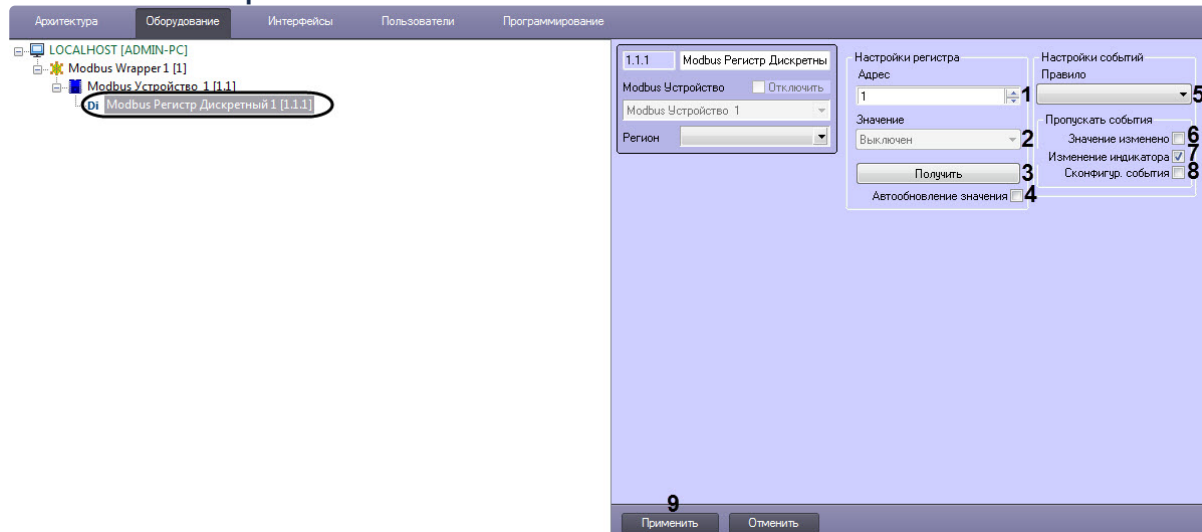 Архитектура Оборудование Интерфейсы Пользователи Программирование
LOCALHOST [ADMIN-PC]
Modbus Wrapper 1 [1]
Modbus Устройство 1 [1.1]
Di Modbus Регистр Дискретный 1 [1.1.1]
1.1.1 Modbus Регистр Дискретны
Modbus Устройство Отключить
Modbus Устройство 1
Регион
Настройки регистра
Адрес
1 1
Значение
Выключен 2
Получить 3
Автообновление значения 4
Настройки событий
Правило
5
Пропускать события
Значение изменено 6
Изменение индикатора 7
Сконфигур. события 8
9
Применить Отменить